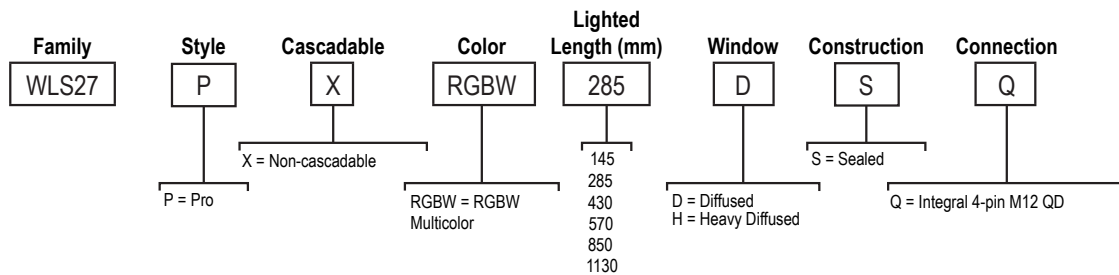 Family Style Cascadable Color Lighted Length (mm) Window Construction Connection
WLS27 P X RGBW 285 D S Q
X = Non-cascadable
S = Sealed
P = Pro
RGBW = RGBW
Multicolor
145
285
430
570
850
1130
D = Diffused
H = Heavy Diffused
Q = Integral 4-pin M12 QD